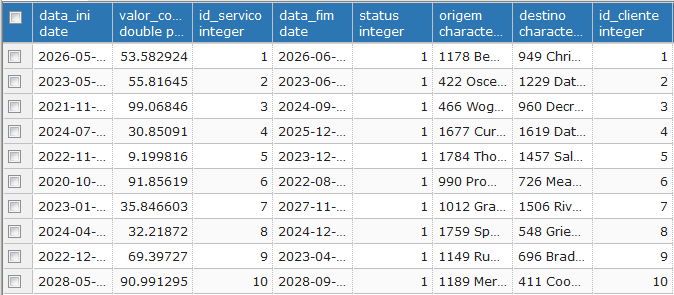 data_ini valor_co... id_servico data_fim status origem destino id_cliente
date double p... integer date integer characte... characte... integer
2026-05-... 53.582924 1 2026-06-... 1 1178 Be... 949 Chri... 1
2023-05-... 55.81645 2 2023-06-... 1 422 Osce... 1229 Dat... 2
2021-11-... 99.06846 3 2024-09-... 1 466 Wog... 960 Decr... 3
2024-07-... 30.85091 4 2025-12-... 1 1677 Cur... 1619 Dat... 4
2022-11-... 9.199816 5 2023-12-... 1 1784 Tho... 1457 Sal... 5
2020-10-... 91.85619 6 2022-08-... 1 990 Pro... 726 Mea... 6
2023-01-... 35.846603 7 2027-11-... 1 1012 Gra... 1506 Riv... 7
2024-04-... 32.21872 8 2024-12-... 1 1759 Sp... 548 Grie... 8
2022-12-... 69.39727 9 2023-04-... 1 1149 Ru... 696 Brad... 9
2028-05-... 90.991295 10 2028-09-... 1 1189 Mer... 411 Coo... 10